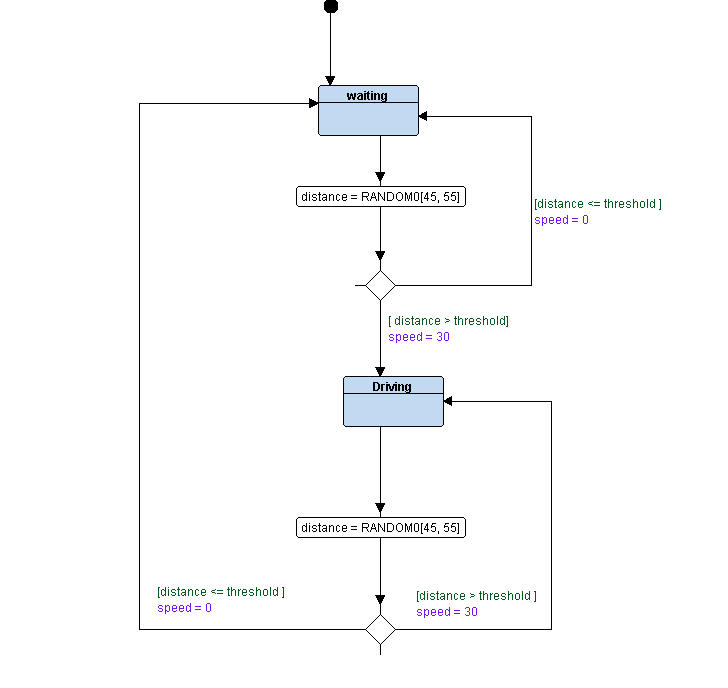 waiting
distance = RANDOM0[45, 55]
[distance <= threshold ]
speed = 0
[ distance > threshold]
speed = 30
Driving
distance = RANDOM0[45, 55]
[distance <= threshold ]
speed = 0
[distance > threshold ]
speed = 30